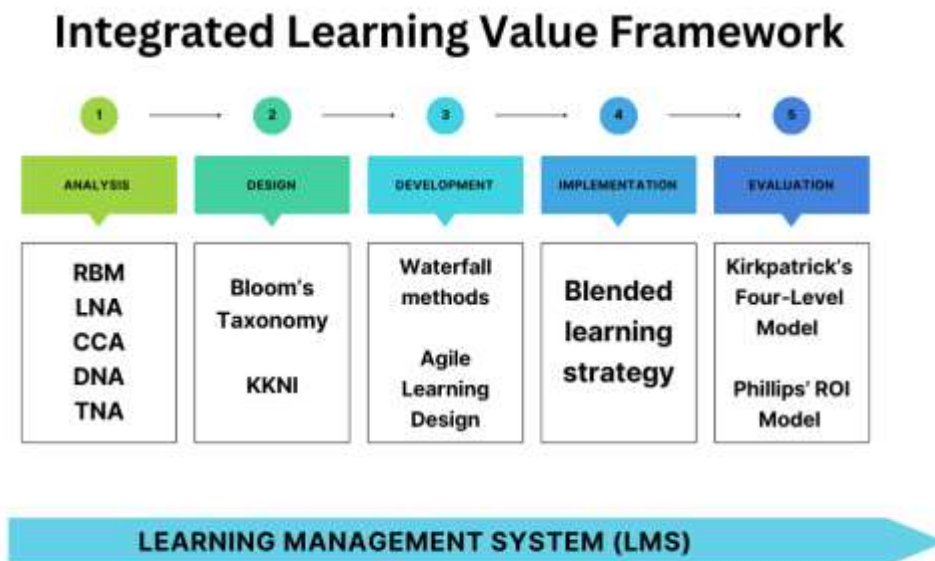 Integrated Learning Value Framework
1
2
3
4
5
ANALYSIS
DESIGN
DEVELOPMENT
IMPLEMENTATION
EVALUATION
RBM
LNA
CCA
DNA
TNA
Bloom's
Taxonomy
KKNI
Waterfall
methods
Agile
Learning
Design
Blended
learning
strategy
Kirkpatrick's
Four-Level
Model
Phillips' ROI
Model
LEARNING MANAGEMENT SYSTEM (LMS)